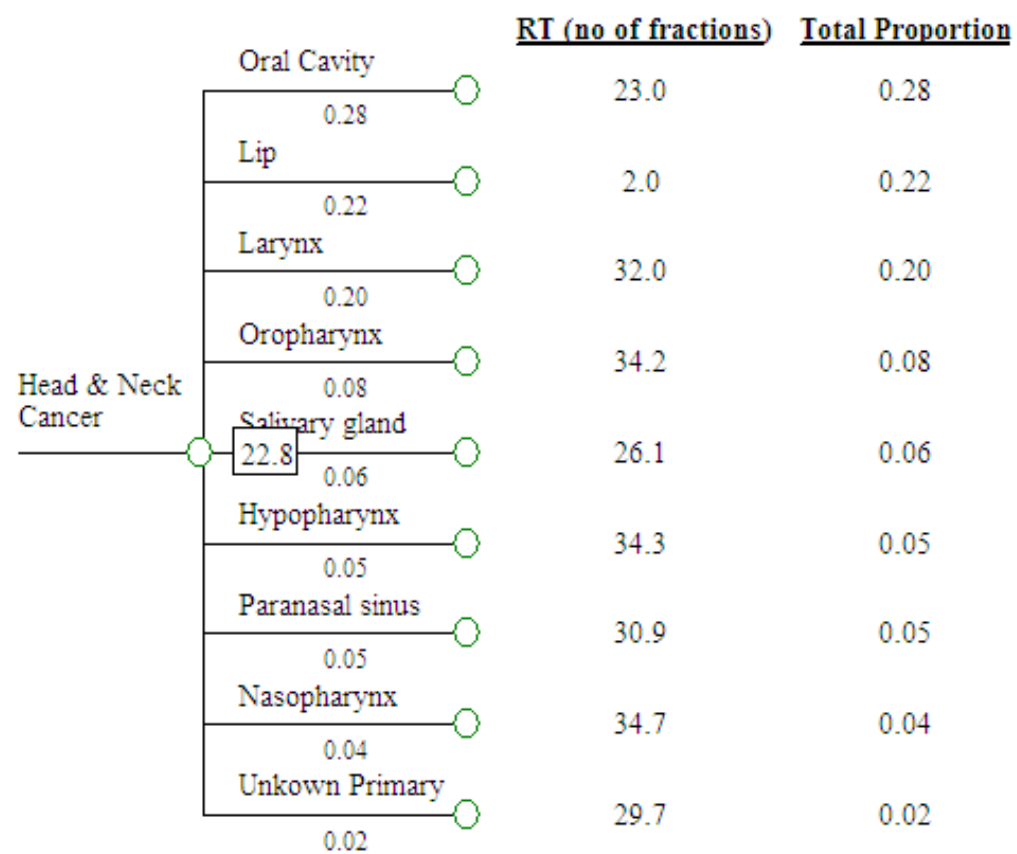 RT (no of fractions) Total Proportion
Oral Cavity
0.28 23.0 0.28
Lip
0.22 2.0 0.22
Larynx
0.20 32.0 0.20
Oropharynx
0.08 34.2 0.08
Head & Neck
Cancer
Salivary gland
22.8
0.06 26.1 0.06
Hypopharynx
0.05 34.3 0.05
Paranasal sinus
0.05 30.9 0.05
Nasopharynx
0.04 34.7 0.04
Unkown Primary
0.02 29.7 0.02